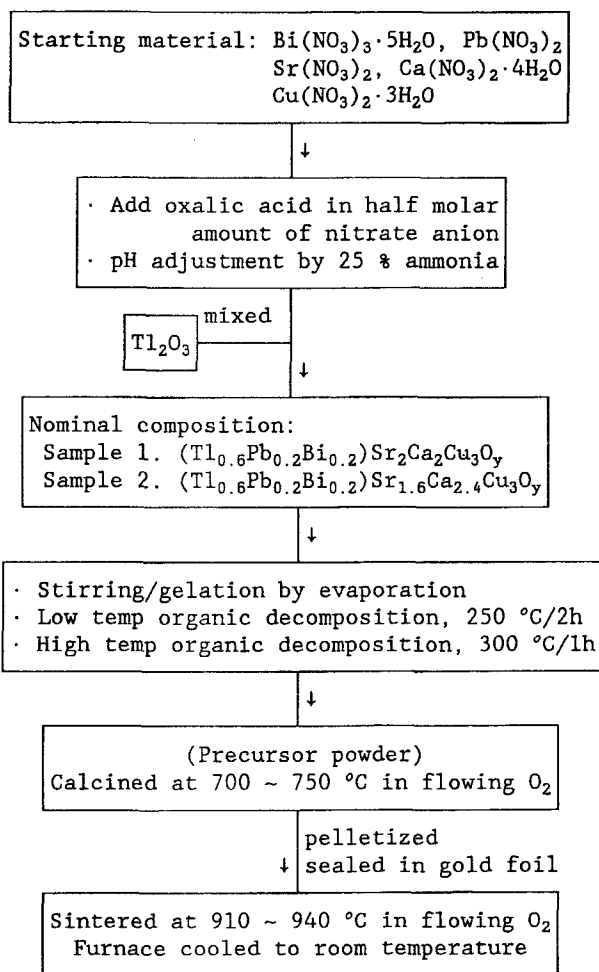 Starting material: Bi(NO₃)₃·5H₂O, Pb(NO₃)₂
Sr(NO₃)₂, Ca(NO₃)₂·4H₂O
Cu(NO₃)₂·3H₂O
↓
· Add oxalic acid in half molar
amount of nitrate anion
· pH adjustment by 25 % ammonia
mixed
Tl₂O₃
↓
Nominal composition:
Sample 1. (Tl₀.₆Pb₀.₂Bi₀.₂)Sr₂Ca₂Cu₃Oy
Sample 2. (Tl₀.₆Pb₀.₂Bi₀.₂)Sr₁.₆Ca₂.₄Cu₃Oy
↓
· Stirring/gelation by evaporation
· Low temp organic decomposition, 250 °C/2h
· High temp organic decomposition, 300 °C/1h
↓
(Precursor powder)
Calcined at 700 ~ 750 °C in flowing O₂
pelletized
↓ sealed in gold foil
Sintered at 910 ~ 940 °C in flowing O₂
Furnace cooled to room temperature